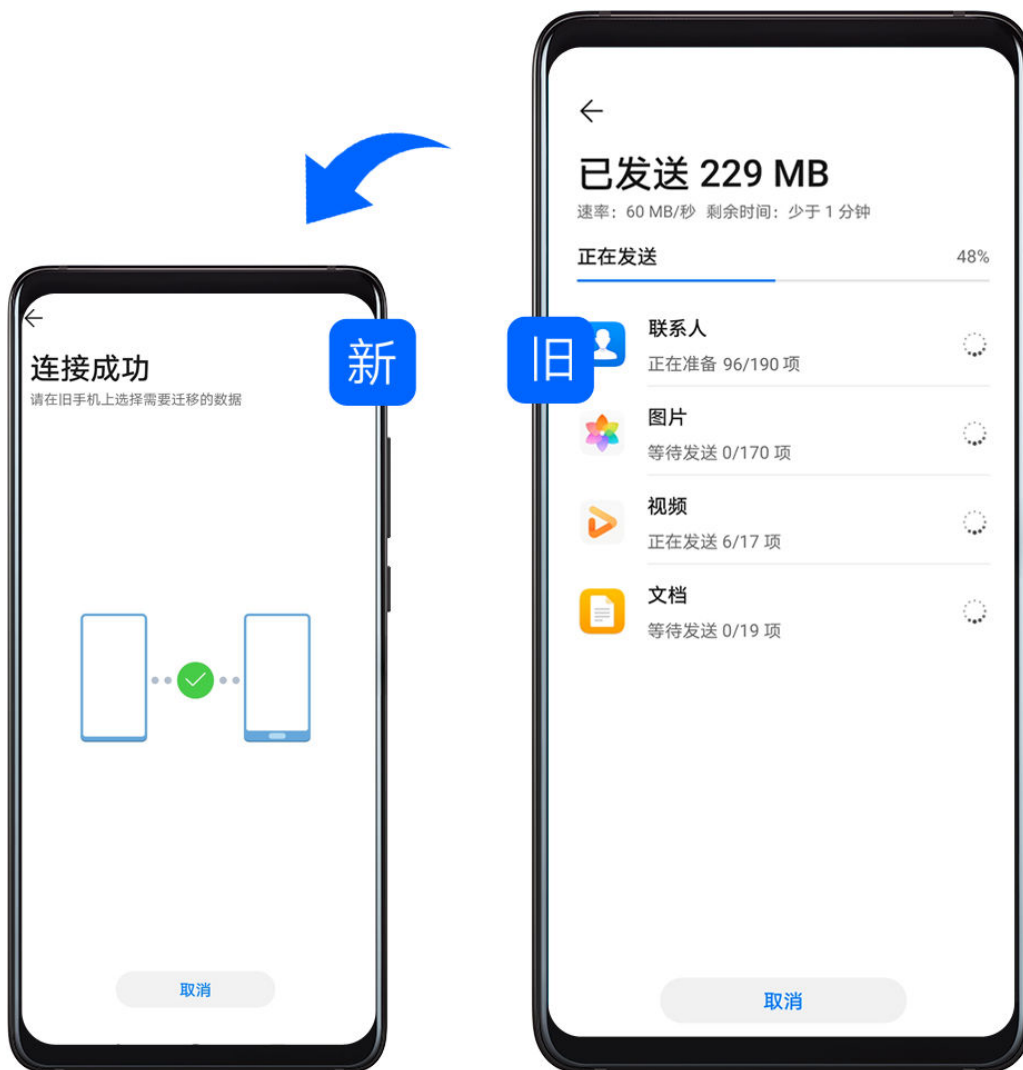 连接成功
请在旧手机上选择需要迁移的数据
新
取消
旧
已发送 229 MB
速率：60 MB/秒 剩余时间：少于 1 分钟
正在发送 48%
联系人
正在准备 96/190 项
图片
等待发送 0/170 项
视频
正在发送 6/17 项
文档
等待发送 0/19 项
取消